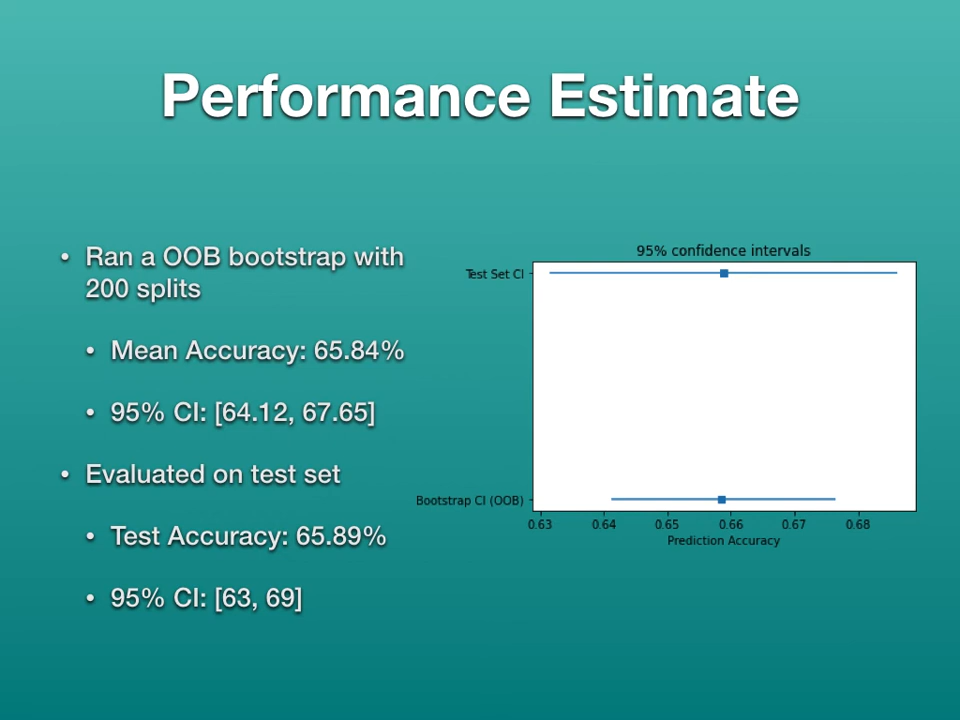 Performance Estimate
• Ran a OOB bootstrap with
200 splits
• Mean Accuracy: 65.84%
• 95% CI: [64.12, 67.65]
• Evaluated on test set
• Test Accuracy: 65.89%
• 95% CI: [63, 69]
95% confidence intervals
Test Set CI
Bootstrap CI (OOB)
0.63 0.64 0.65 0.66 0.67 0.68
Prediction Accuracy